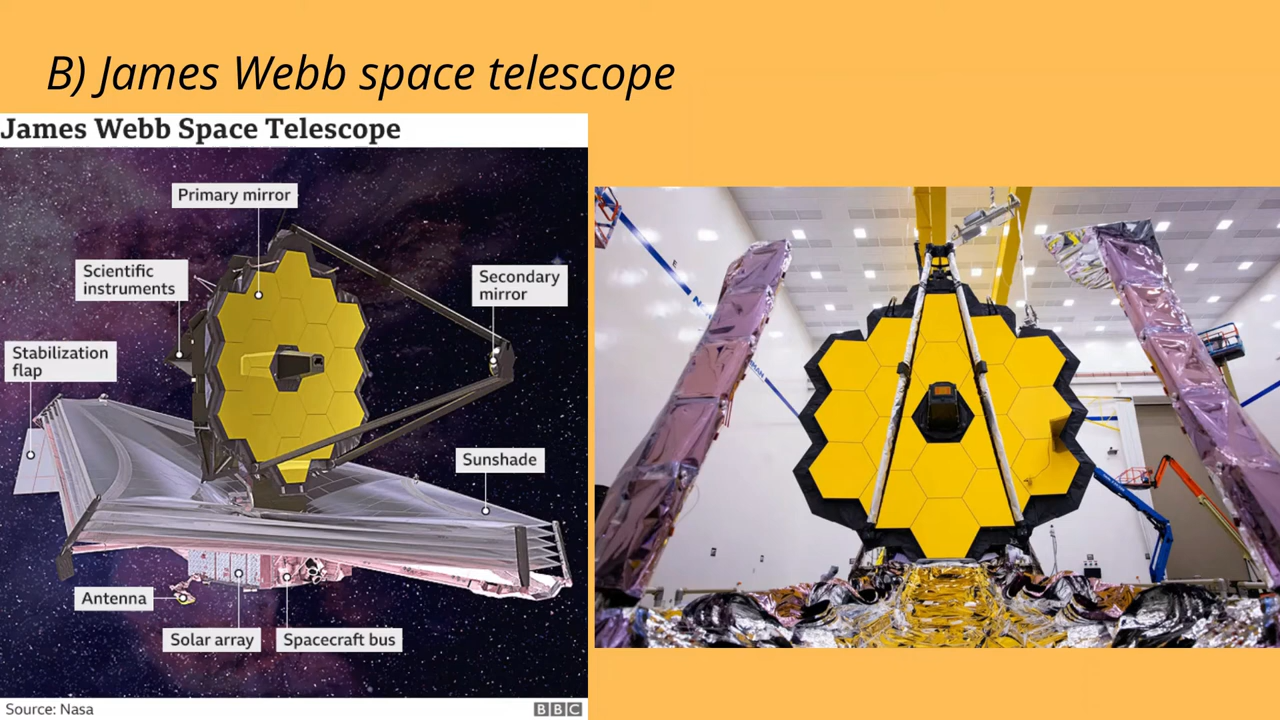 B) James Webb space telescope
James Webb Space Telescope
Primary mirror
Scientific
instruments
Secondary
mirror
Stabilization
flap
Sunshade
Antenna
Solar array
Spacecraft bus
Source: Nasa
BBC